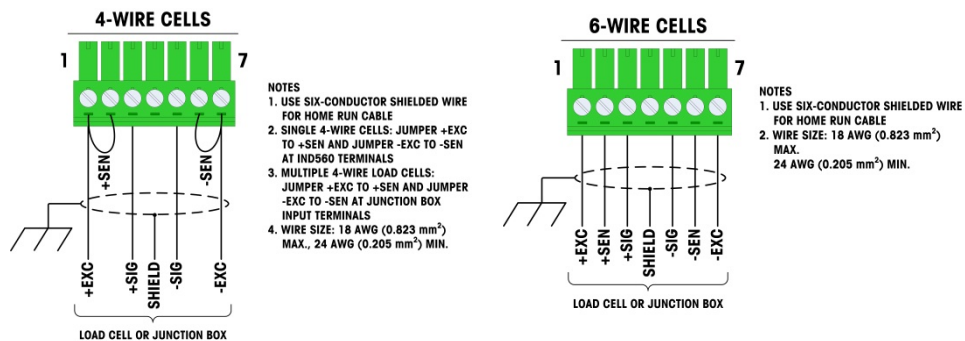 4-WIRE CELLS
1
7
+SEN
-SEN
+EXC
+SIG
SHIELD
-SIG
-EXC
LOAD CELL OR JUNCTION BOX
NOTES
1. USE SIX-CONDUCTOR SHIELDED WIRE
FOR HOME RUN CABLE
2. SINGLE 4-WIRE CELLS: JUMPER +EXC
TO +SEN AND JUMPER -EXC TO -SEN
AT IND560 TERMINALS
3. MULTIPLE 4-WIRE LOAD CELLS:
JUMPER +EXC TO +SEN AND JUMPER
-EXC TO -SEN AT JUNCTION BOX
INPUT TERMINALS
4. WIRE SIZE: 18 AWG (0.823 mm²)
MAX., 24 AWG (0.205 mm²) MIN.
6-WIRE CELLS
1
7
+EXC
+SEN
+SIG
SHIELD
-SIG
-SEN
-EXC
LOAD CELL OR JUNCTION BOX
NOTES
1. USE SIX-CONDUCTOR SHIELDED WIRE
FOR HOME RUN CABLE
2. WIRE SIZE: 18 AWG (0.823 mm²)
MAX.
24 AWG (0.205 mm²) MIN.